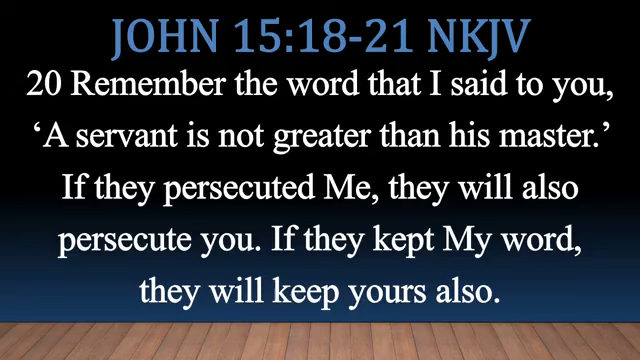 JOHN 15:18-21 NKJV
20 Remember the word that I said to you,
‘A servant is not greater than his master.’
If they persecuted Me, they will also
persecute you. If they kept My word,
they will keep yours also.